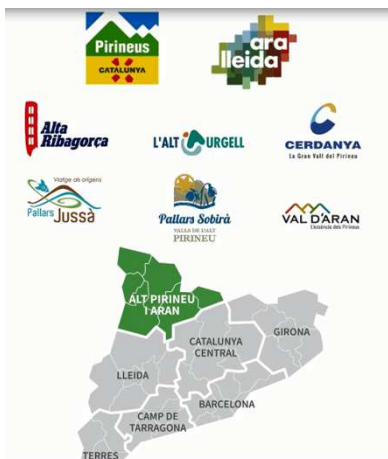 Pirineus
CATALUNYA
ara
lleida
Alta
Ribagorça
L'ALT URGELL
CERDANYA
La Gran Vall del Pirineu
Viatge als orígens
Pallars
Jussà
Pallars Sobirà
VALLS DE L'ALT
PIRINEU
VAL D'ARAN
L'essència des Pirineus
ALT PIRINEU
I ARAN
GIRONA
CATALUNYA
CENTRAL
LLEIDA
BARCELONA
CAMP DE
TARRAGONA
TERRES